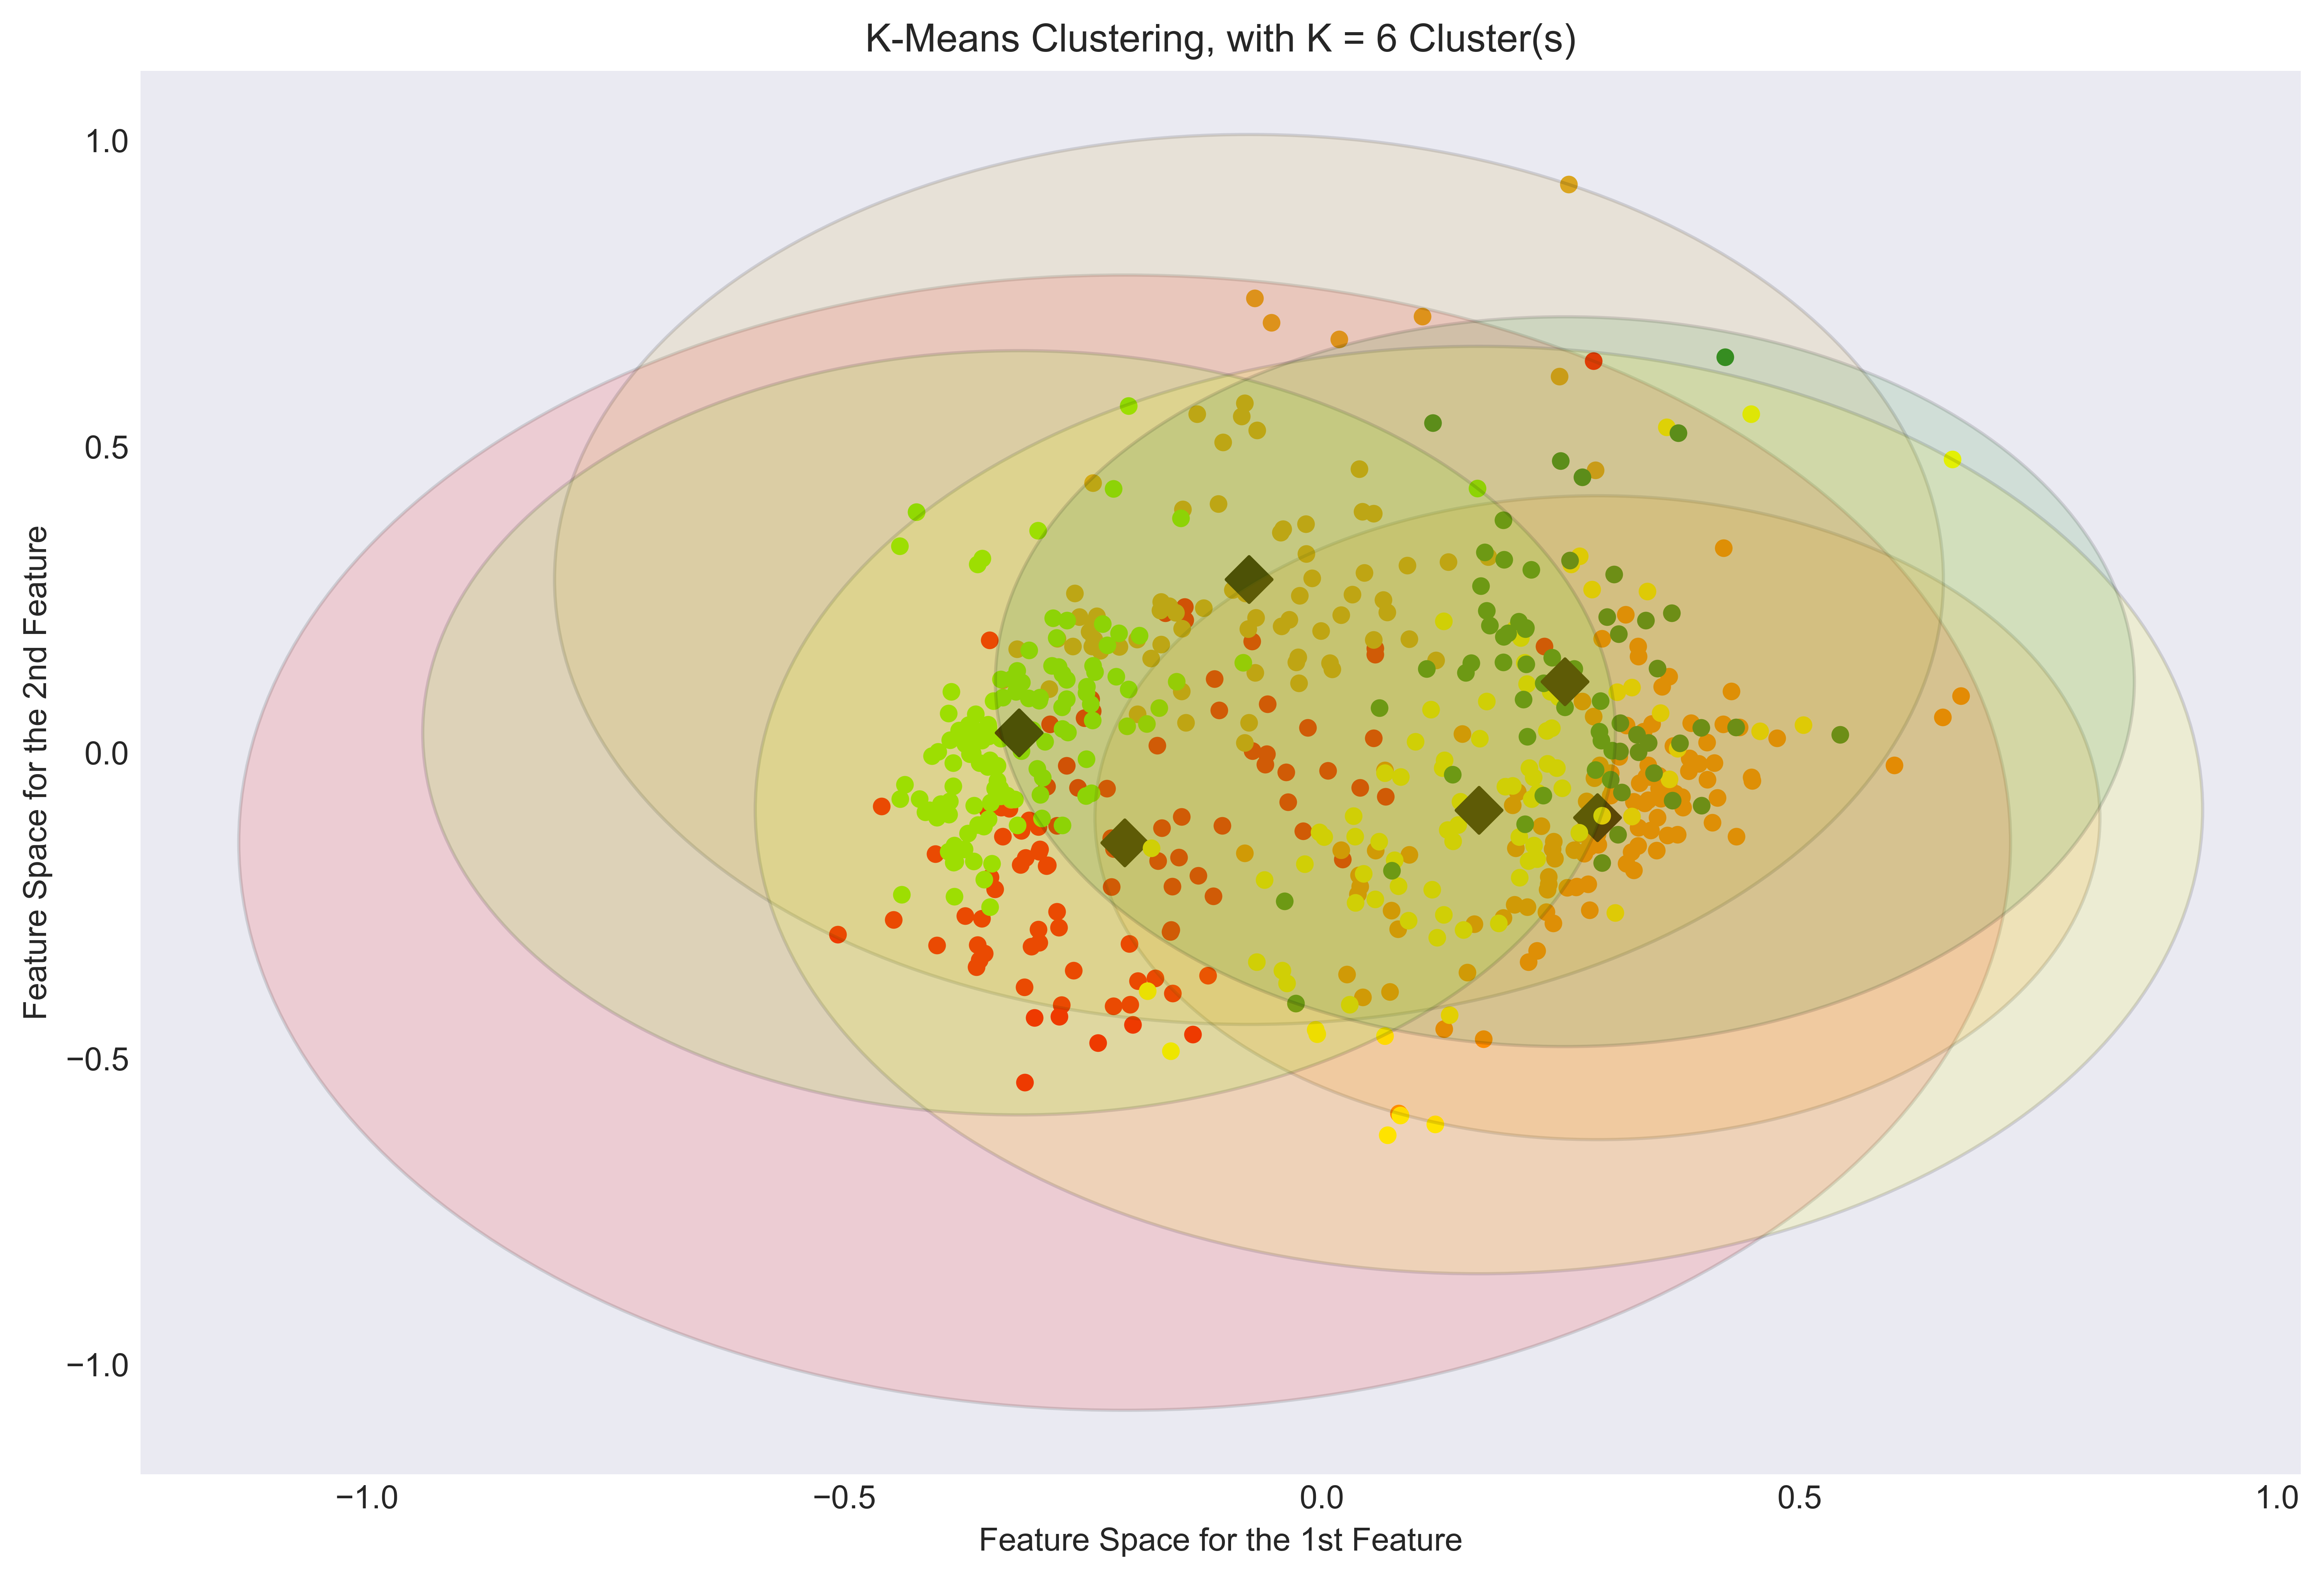 K-Means Clustering, with K = 6 Cluster(s)
1.0
0.5
0.0
−0.5
−1.0
Feature Space for the 2nd Feature
−1.0 −0.5 0.0 0.5 1.0
Feature Space for the 1st Feature